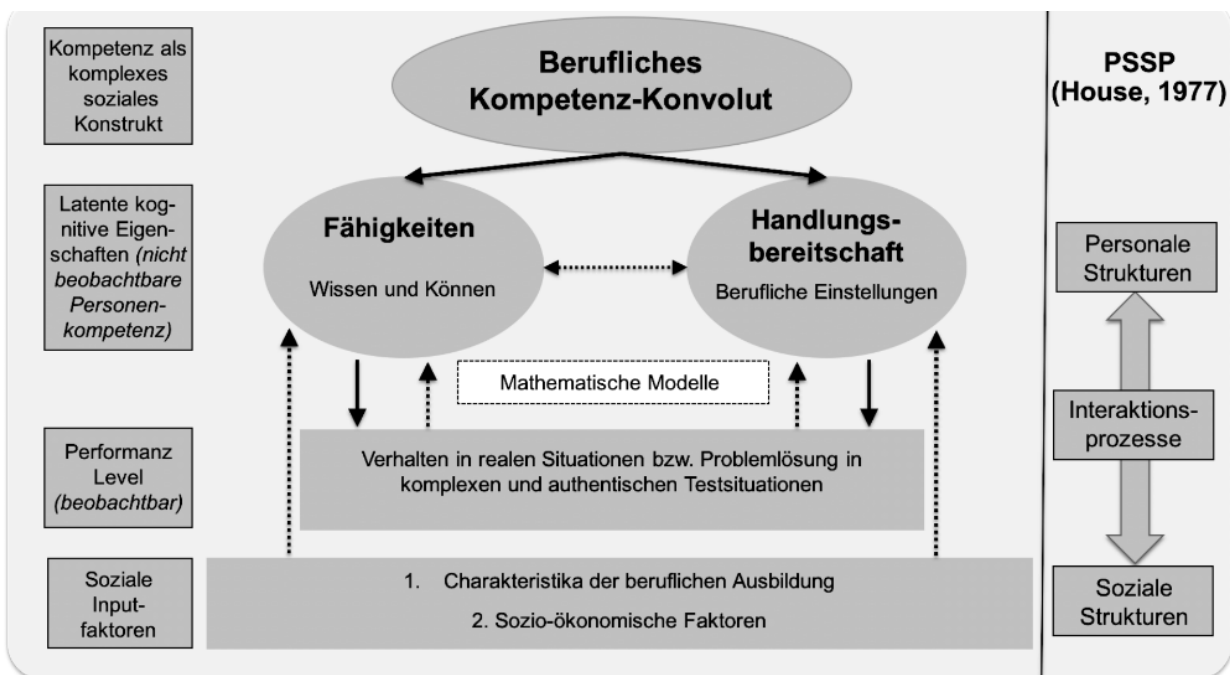 Kompetenz als
komplexes
soziales
Konstrukt
Berufliches
Kompetenz-Konvolut
PSSP
(House, 1977)
Latente kog-
nitive Eigen-
schaften (nicht
beobachtbare
Personen-
kompetenz)
Fähigkeiten
Wissen und Können
Handlungs-
bereitschaft
Berufliche Einstellungen
Personale
Strukturen
Mathematische Modelle
Interaktions-
prozesse
Performanz
Level
(beobachtbar)
Verhalten in realen Situationen bzw. Problemlösung in
komplexen und authentischen Testsituationen
Soziale
Input-
faktoren
1. Charakteristika der beruflichen Ausbildung
2. Sozio-ökonomische Faktoren
Soziale
Strukturen